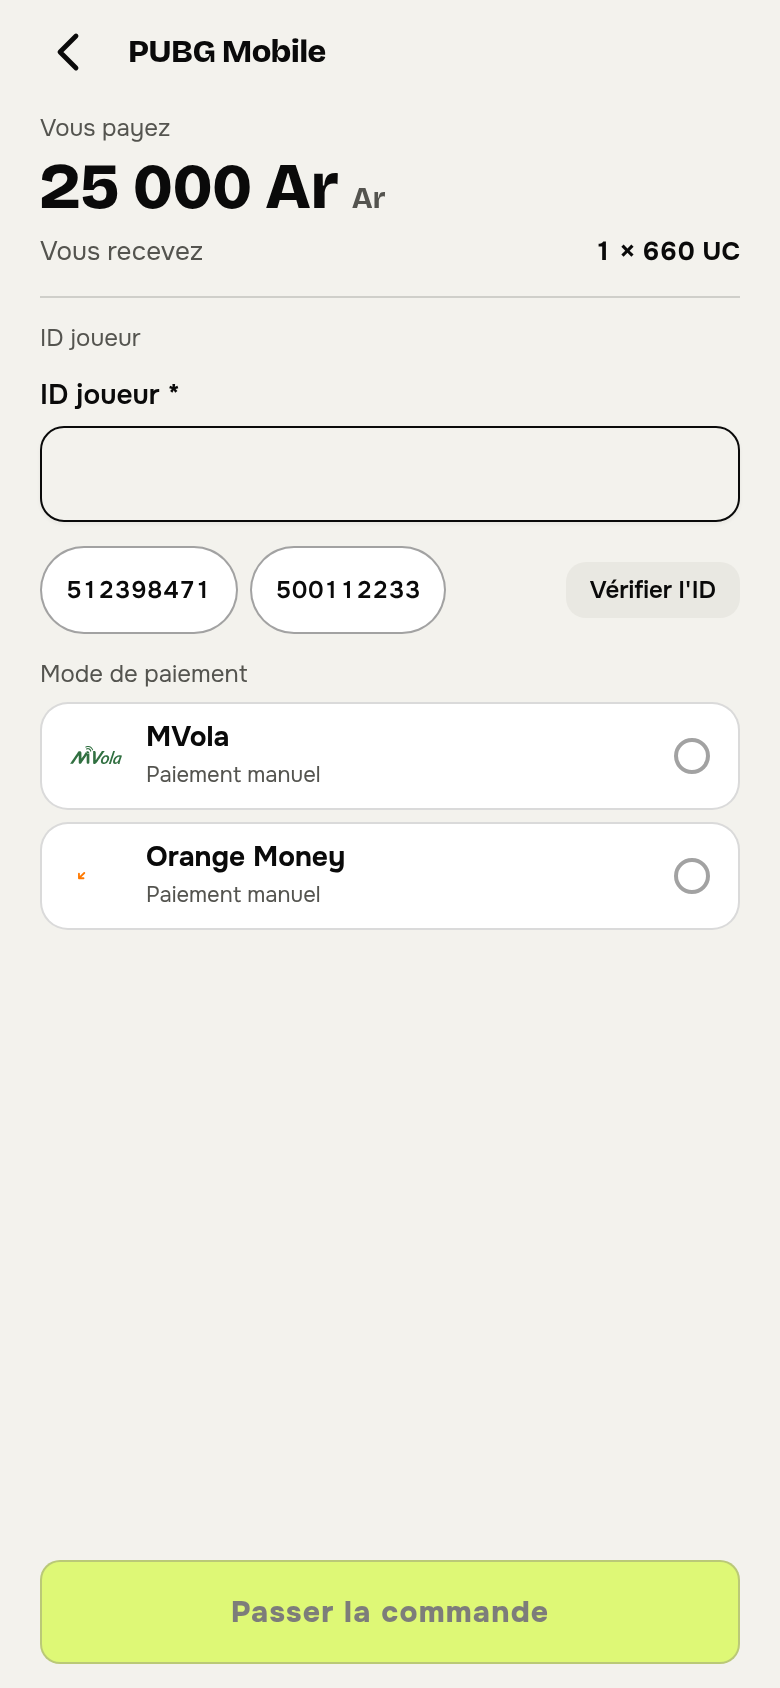 PUBG Mobile
Vous payez
25 000 Ar Ar
Vous recevez 1 × 660 UC
ID joueur
ID joueur *
512398471 500112233 Vérifier l'ID
Mode de paiement
MVola MVola
Paiement manuel
Orange Money
Paiement manuel
Passer la commande